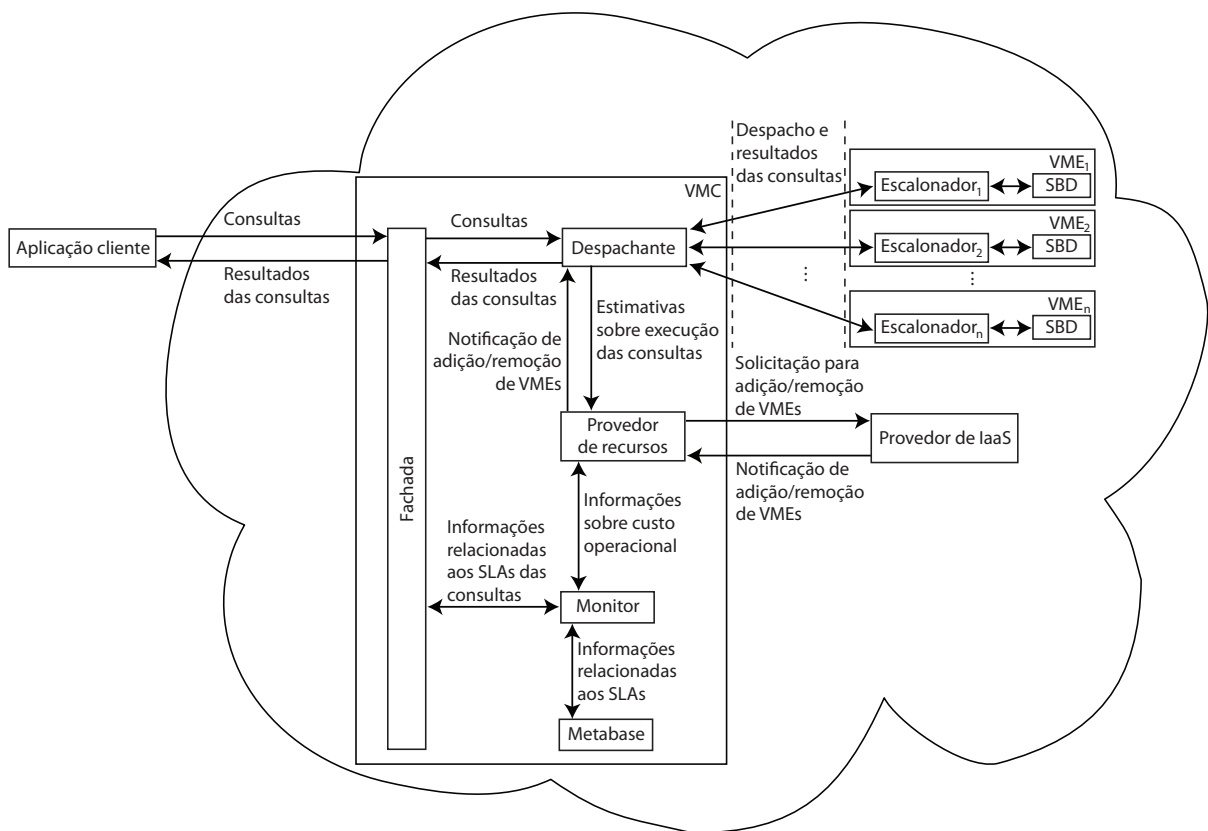 Despacho e
resultados
das consultas
VME1
Escalonador1
SBD
VMC
VME2
Escalonador2
SBD
Consultas
Consultas
Aplicação cliente
Despachante
Resultados
das consultas
Resultados
das consultas
...
...
VMEn
Escalonadorn
SBD
Estimativas
sobre execução
das consultas
Notificação de
adição/remoção
de VMEs
Solicitação para
adição/remoção
de VMEs
Provedor
de recursos
Provedor de IaaS
Notificação de
adição/remoção
de VMEs
Fachada
Informações
sobre custo
operacional
Informações
relacionadas
aos SLAs das
consultas
Monitor
Informações
relacionadas
aos SLAs
Metabase